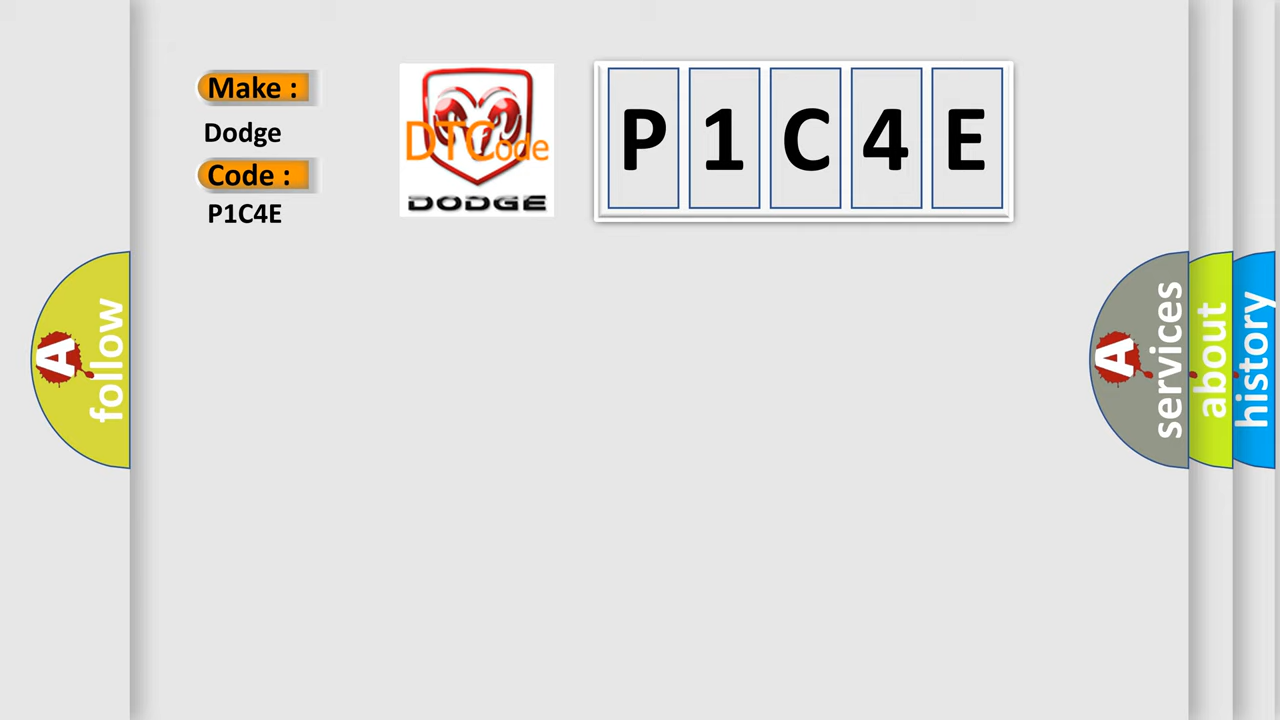 Make :
Dodge
Code :
P1C4E
DTCode
DODGE
P 1 C 4 E
A follow
A services
about
history